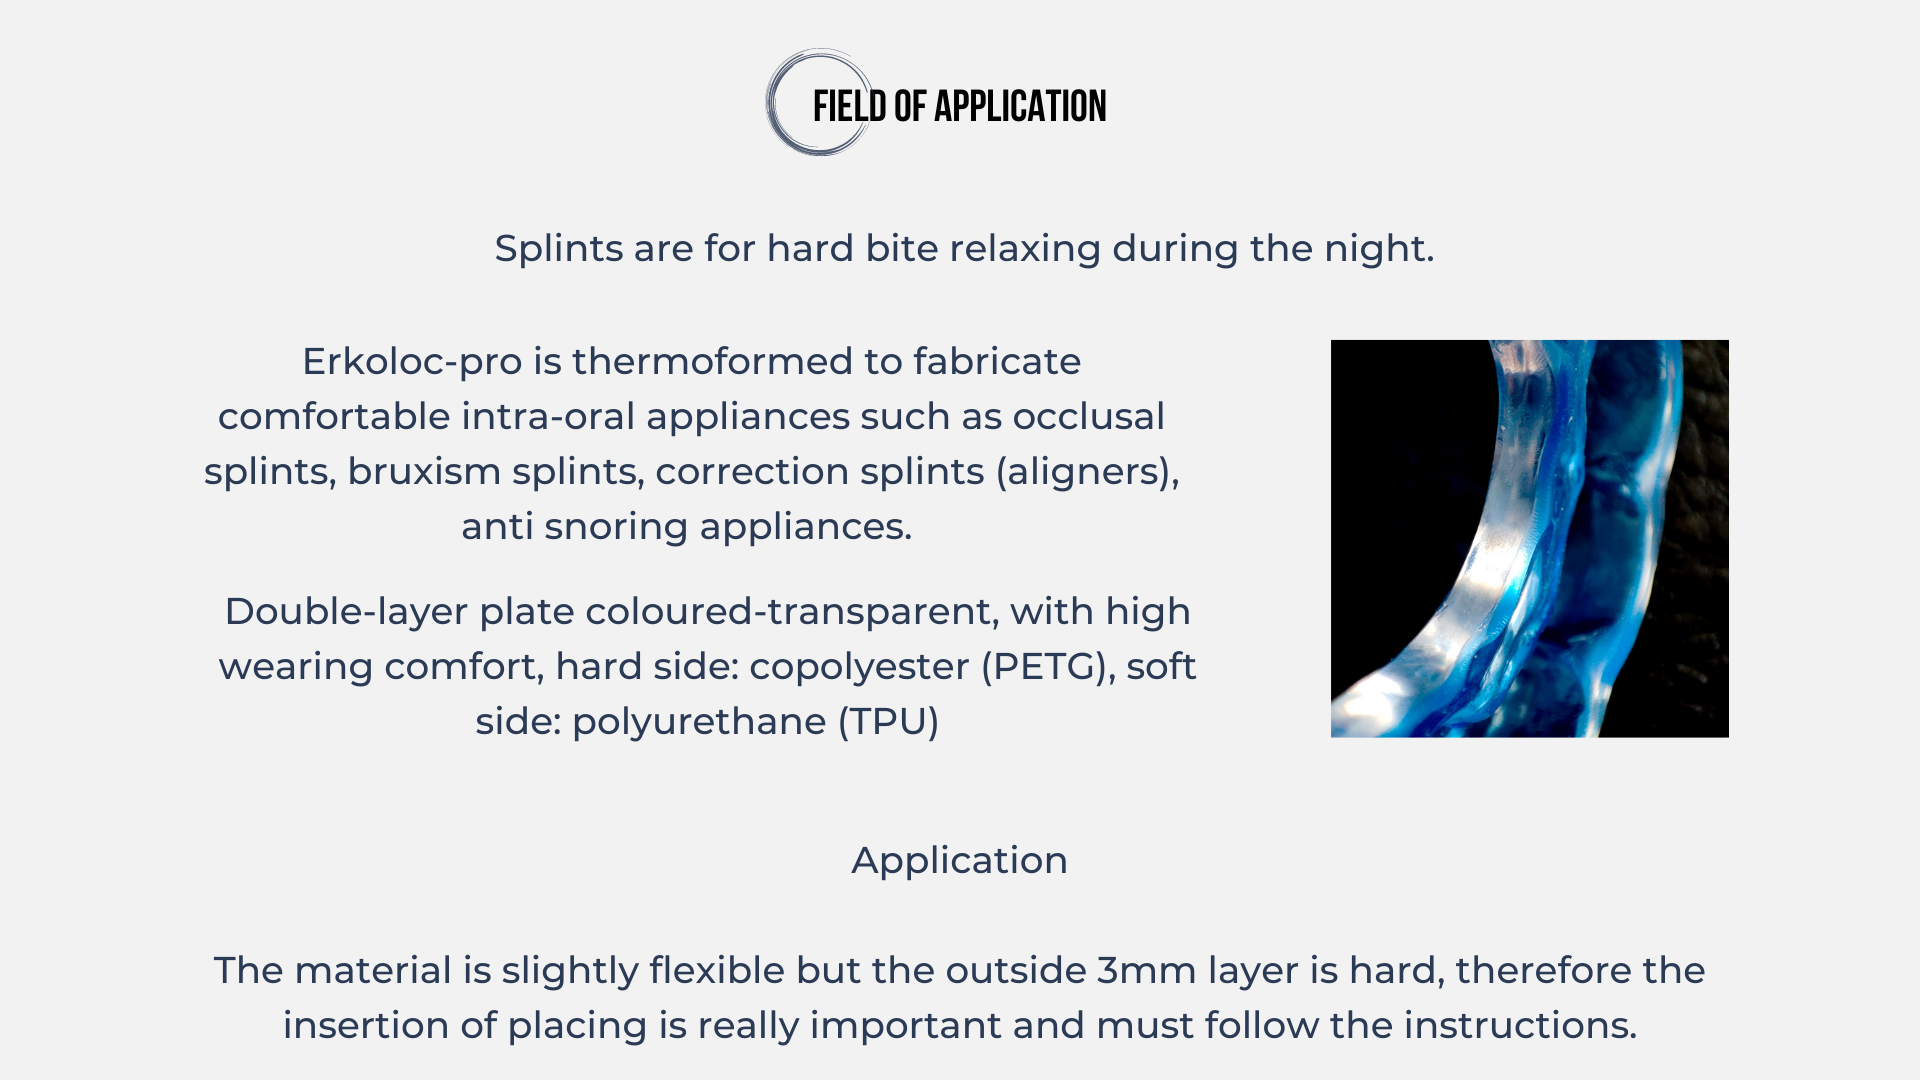 FIELD OF APPLICATION
Splints are for hard bite relaxing during the night.
Erkoloc-pro is thermoformed to fabricate
comfortable intra-oral appliances such as occlusal
splints, bruxism splints, correction splints (aligners),
anti snoring appliances.
Double-layer plate coloured-transparent, with high
wearing comfort, hard side: copolyester (PETG), soft
side: polyurethane (TPU)
Application
The material is slightly flexible but the outside 3mm layer is hard, therefore the
insertion of placing is really important and must follow the instructions.